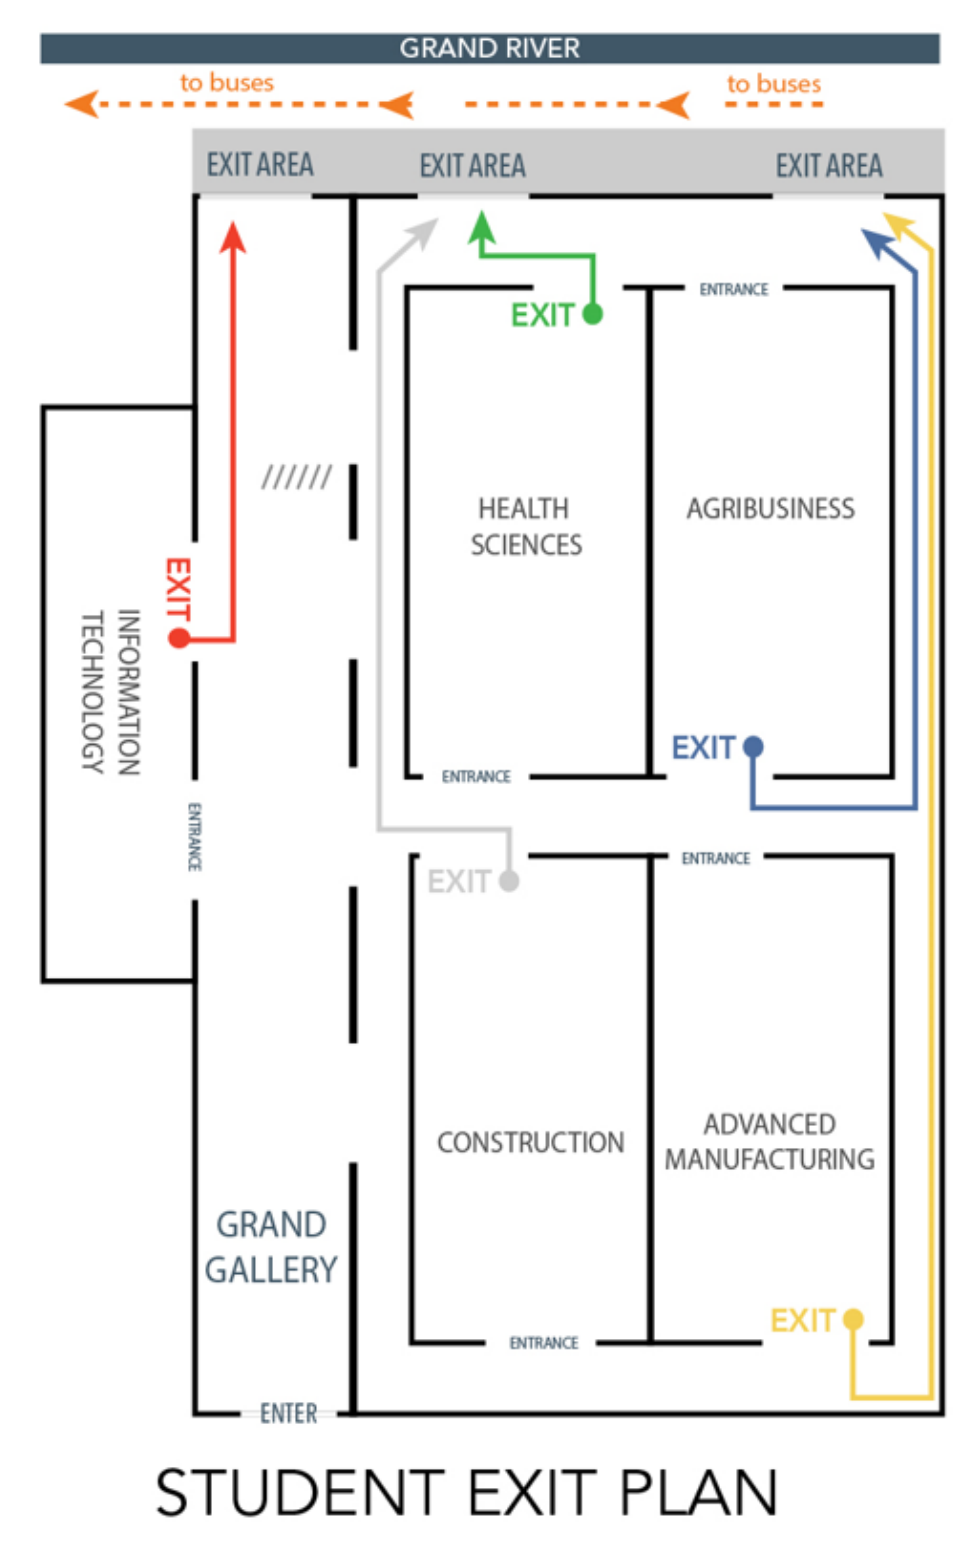 GRAND RIVER
to buses
to buses
EXIT AREA
EXIT AREA
EXIT AREA
ENTRANCE
EXIT
HEALTH
SCIENCES
AGRIBUSINESS
EXIT
INFORMATION
TECHNOLOGY
EXIT
ENTRANCE
ENTRANCE
ENTRANCE
EXIT
CONSTRUCTION
ADVANCED
MANUFACTURING
GRAND
GALLERY
EXIT
ENTRANCE
ENTER
STUDENT EXIT PLAN